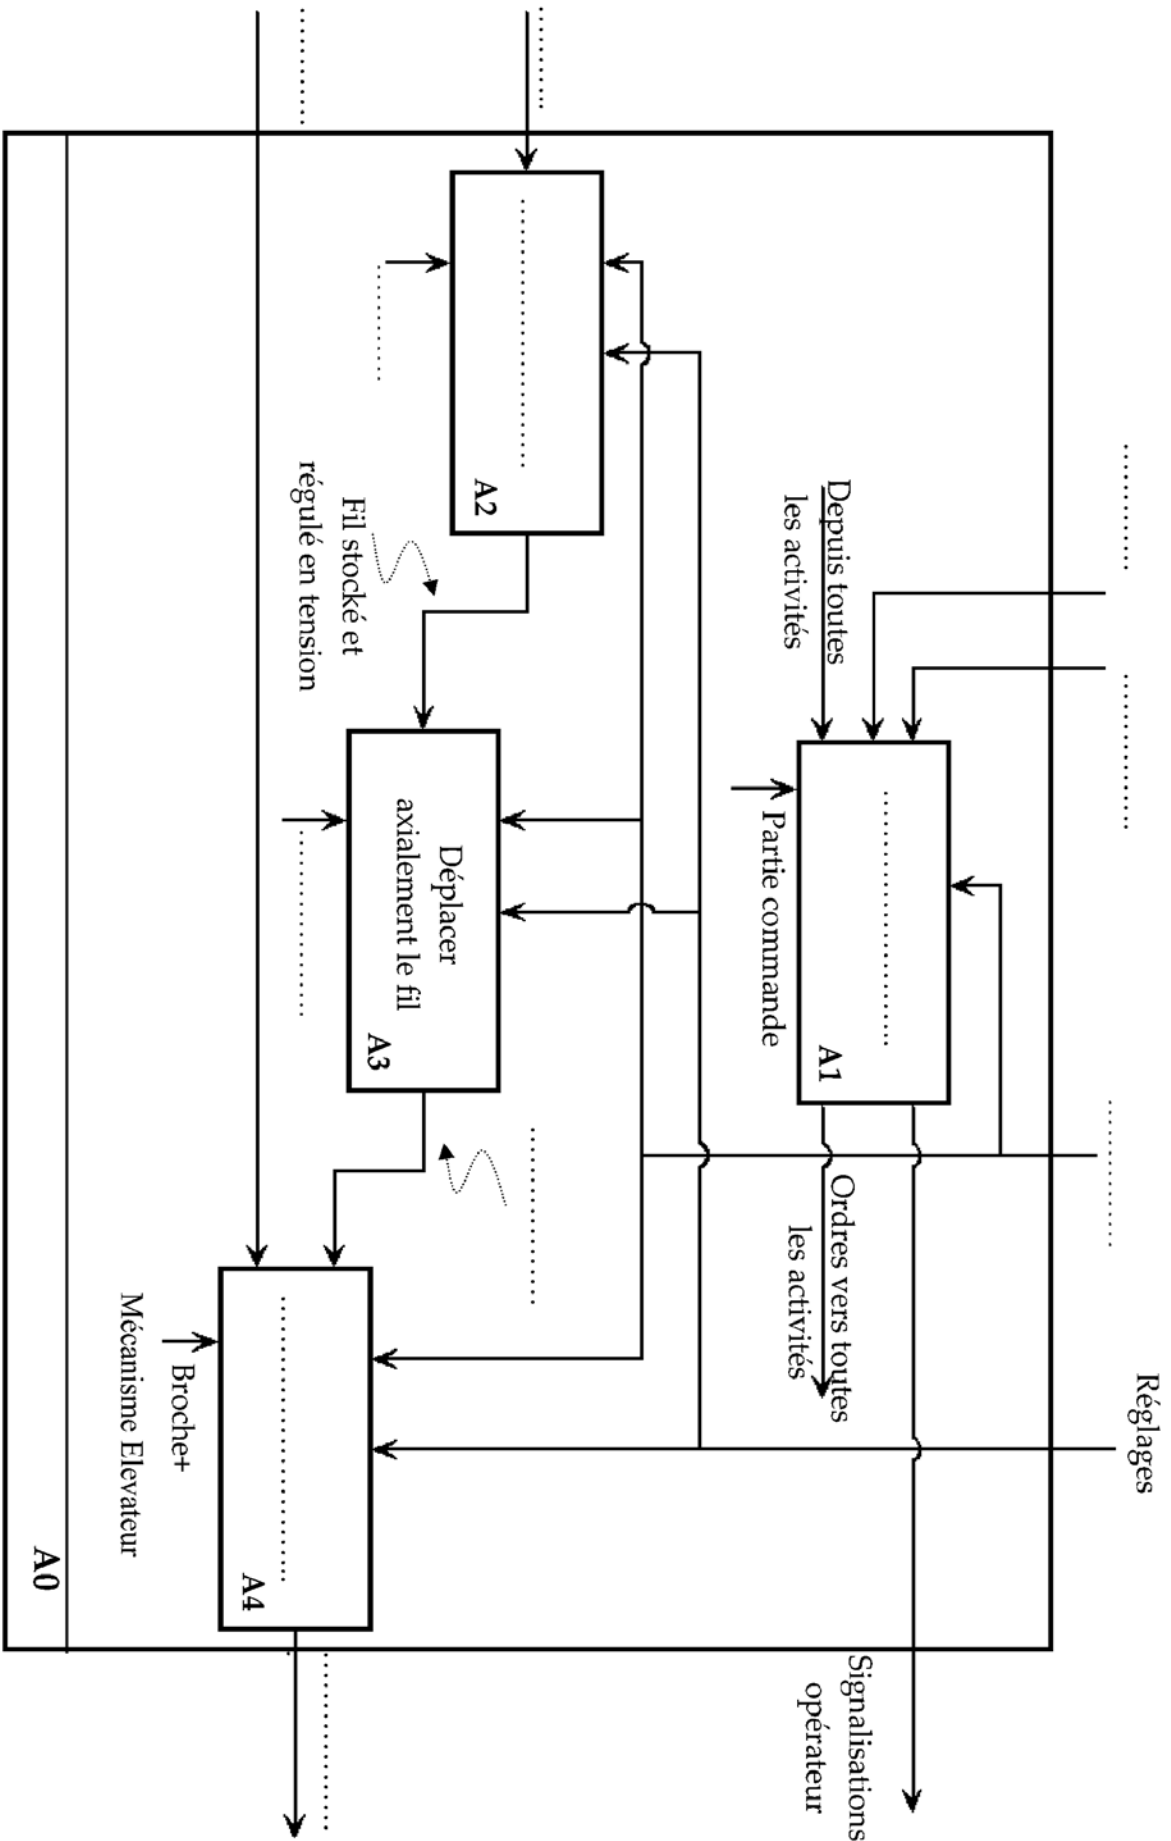 Réglages
Depuis toutes
les activités
A1
Partie commande
Ordres vers toutes
les activités
Signalisations
opérateur
A2
Fil stocké et
régulé en tension
Déplacer
axialement le fil
A3
A4
Broche+
Mécanisme Elevateur
A0